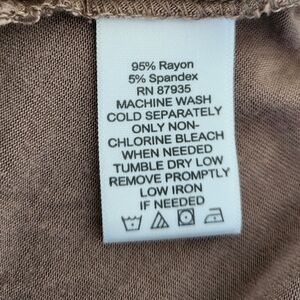 95% Rayon
5% Spandex
RN 87935
MACHINE WASH
COLD SEPARATELY
ONLY NON-
CHLORINE BLEACH
WHEN NEEDED
TUMBLE DRY LOW
REMOVE PROMPTLY
LOW IRON
IF NEEDED